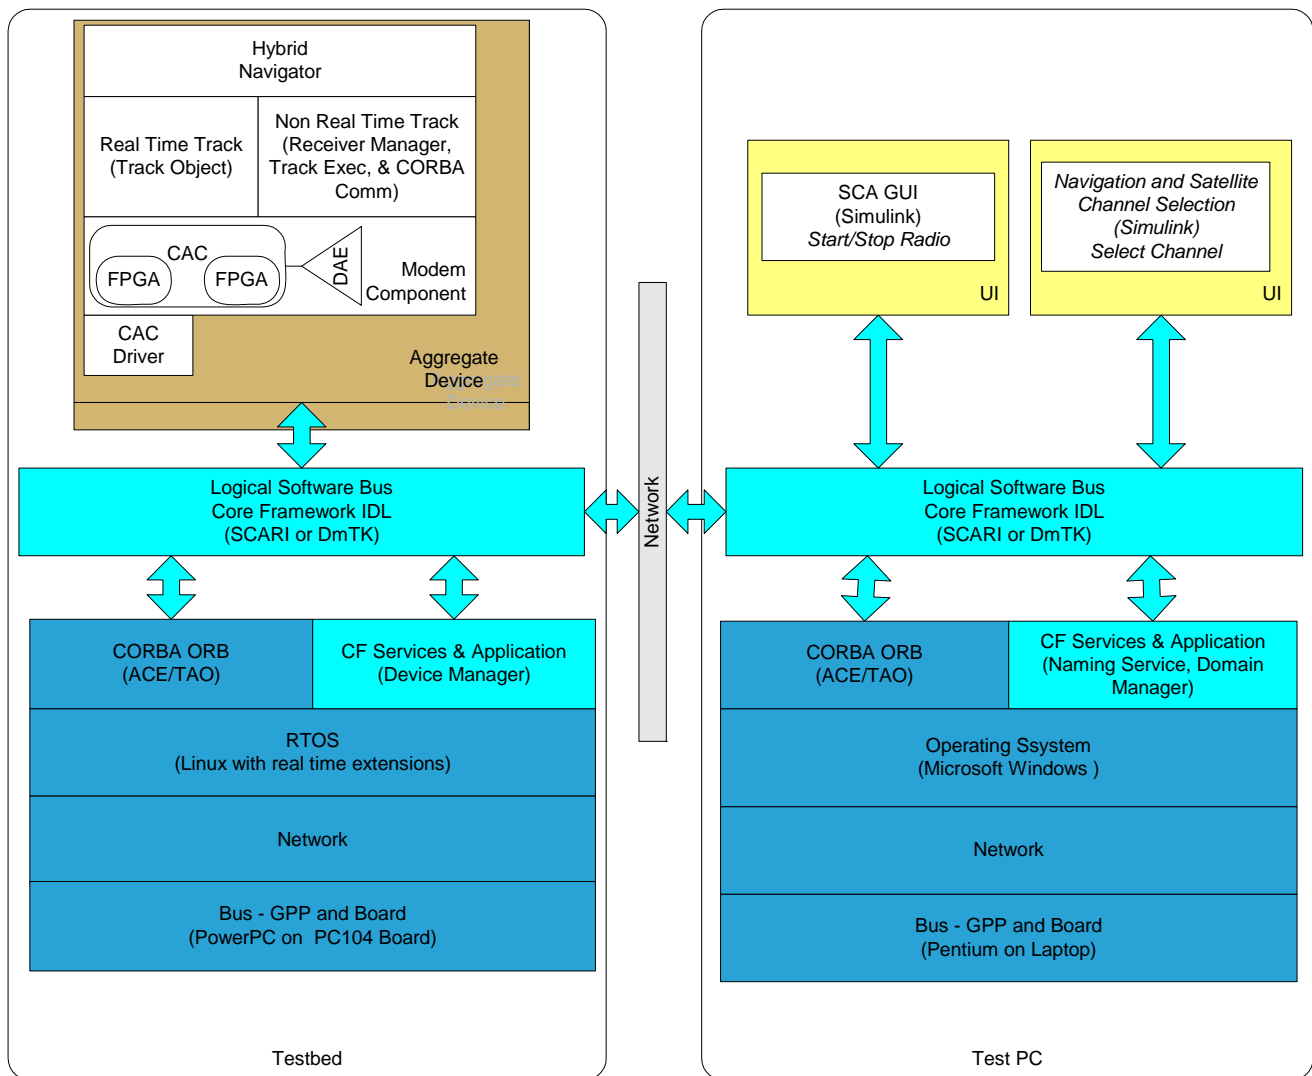 Hybrid
Navigator
Real Time Track
(Track Object)
Non Real Time Track
(Receiver Manager,
Track Exec, & CORBA
Comm)
CAC
FPGA
FPGA
DAE
Modem
Component
CAC
Driver
Aggregate
Device
Aggregate
Device
Logical Software Bus
Core Framework IDL
(SCARI or DmTK)
CORBA ORB
(ACE/TAO)
CF Services & Application
(Device Manager)
RTOS
(Linux with real time extensions)
Network
Bus - GPP and Board
(PowerPC on  PC104 Board)
Testbed
Network
SCA GUI
(Simulink)
Start/Stop Radio
UI
Navigation and Satellite
Channel Selection
(Simulink)
Select Channel
UI
Logical Software Bus
Core Framework IDL
(SCARI or DmTK)
CORBA ORB
(ACE/TAO)
CF Services & Application
(Naming Service, Domain
Manager)
Operating Ssystem
(Microsoft Windows )
Network
Bus - GPP and Board
(Pentium on Laptop)
Test PC